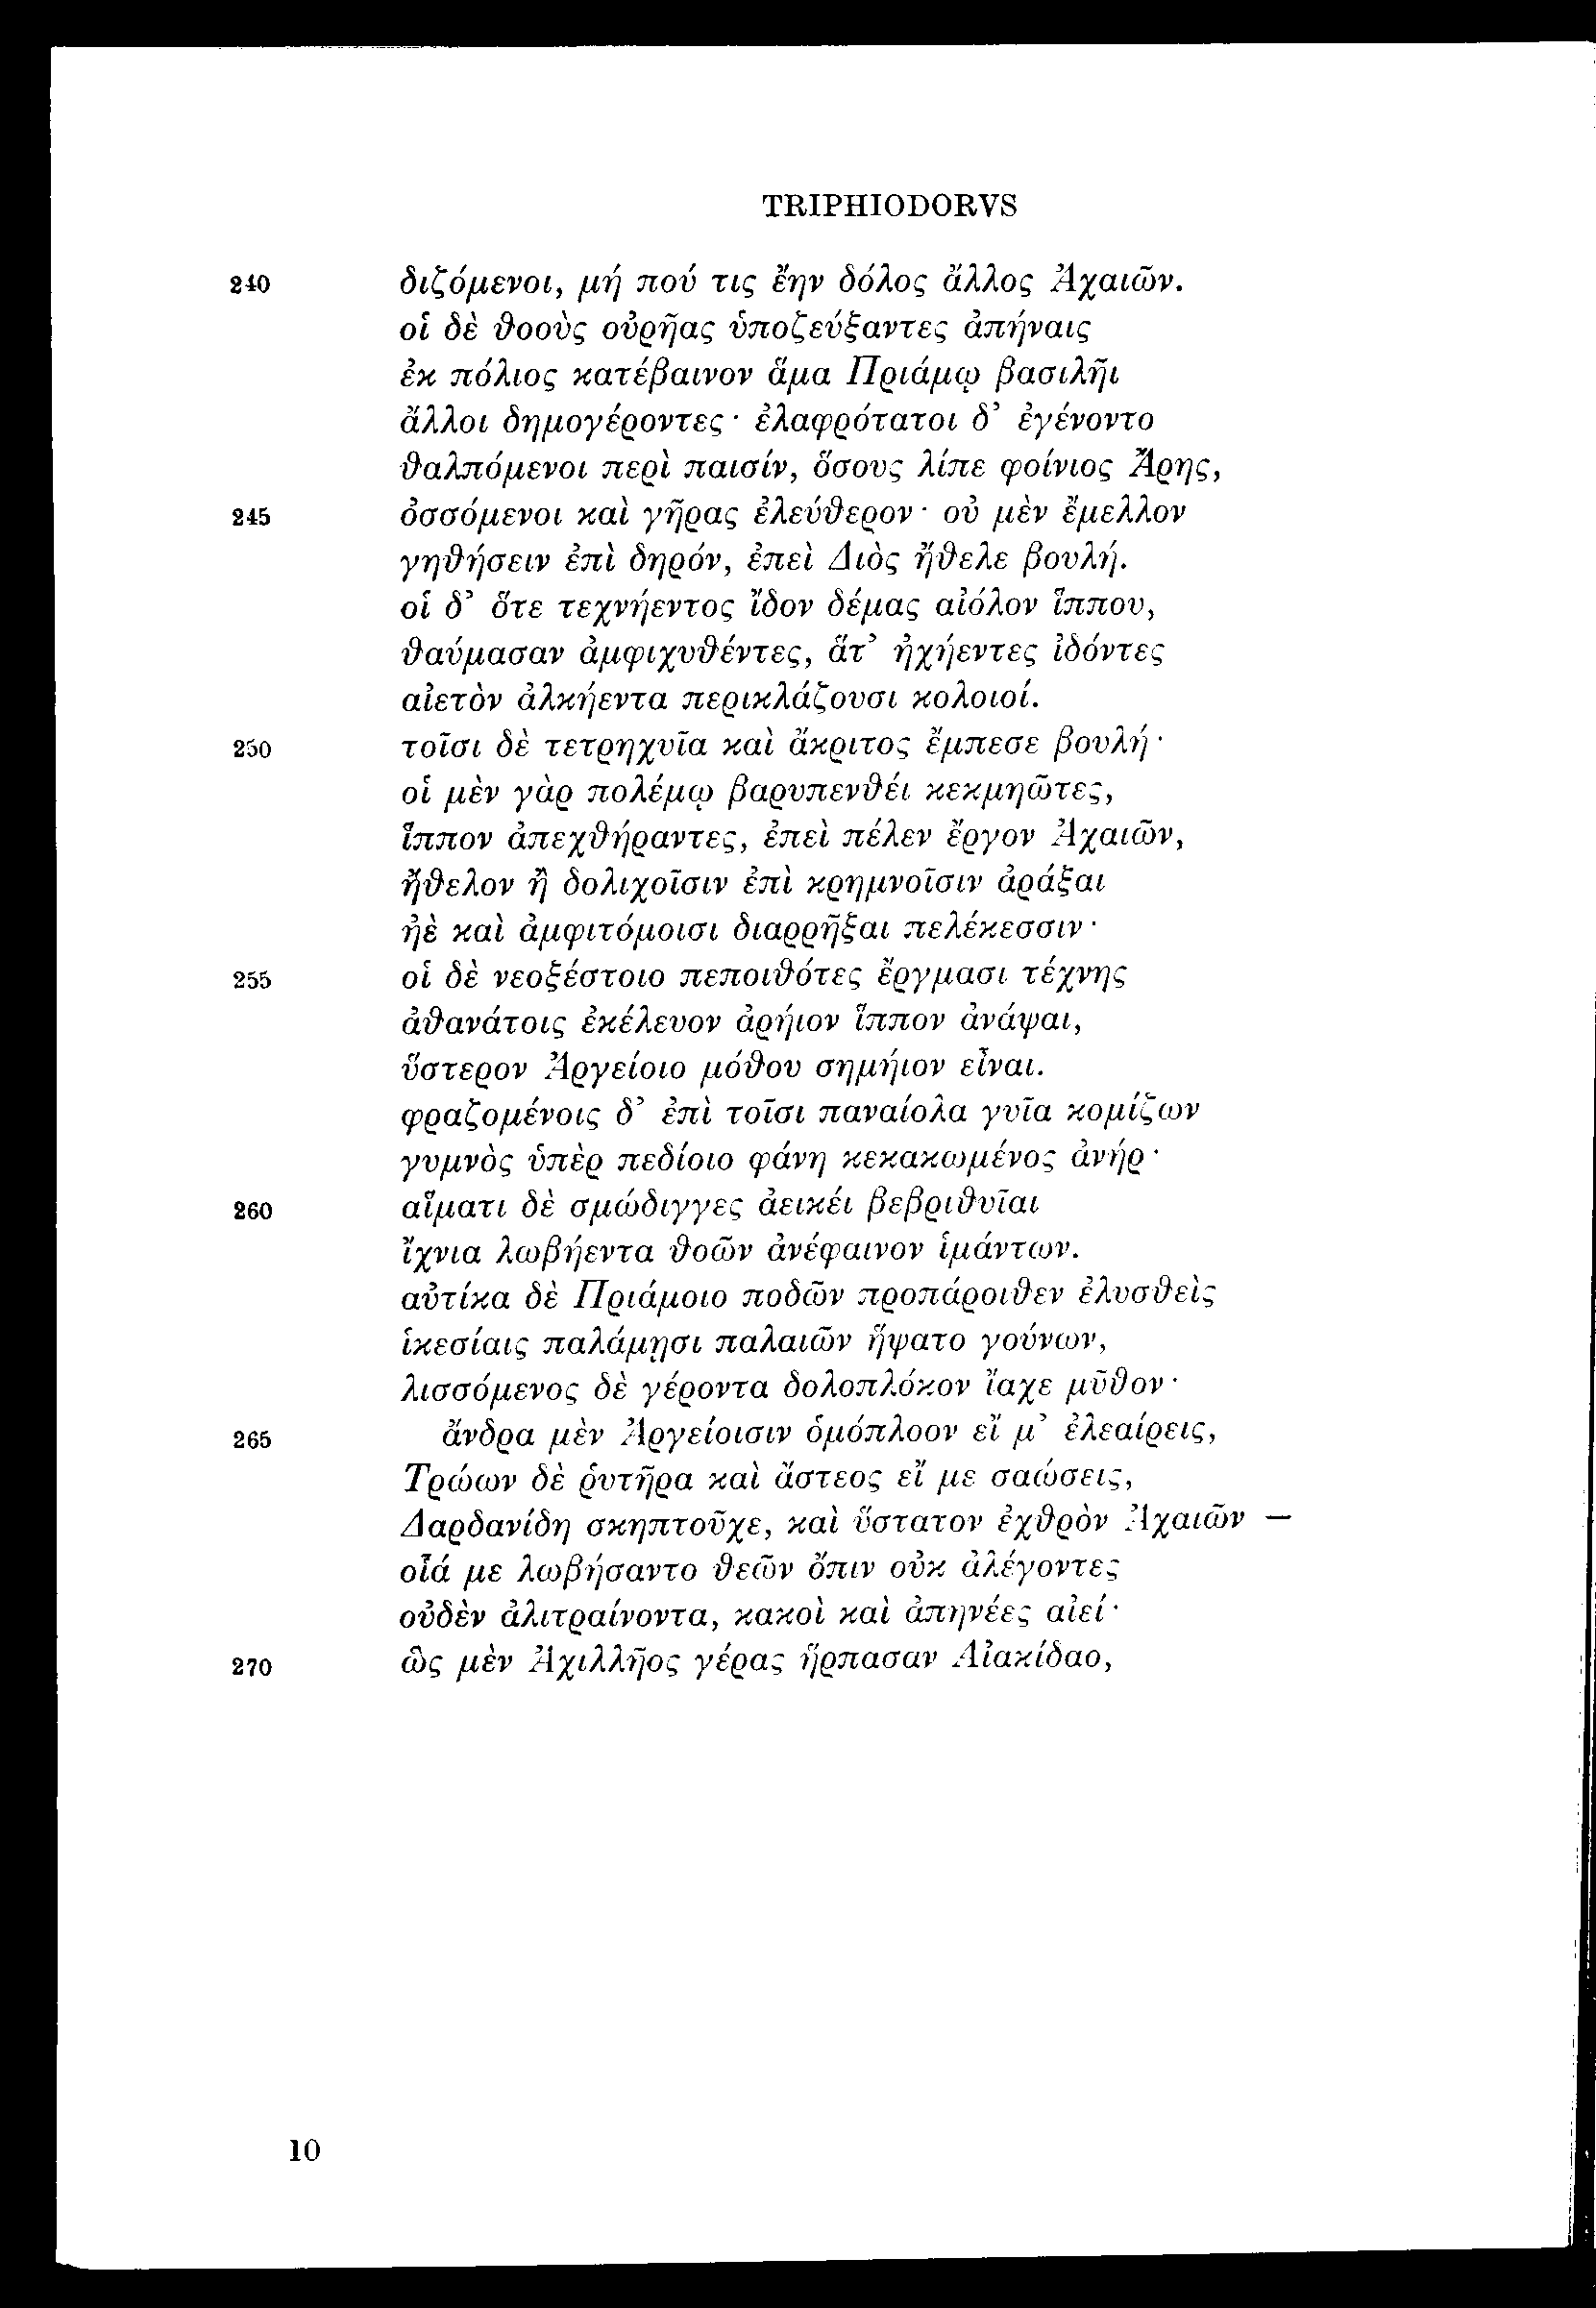 TRIPHIODORVS
240 διζόμενοι, μή πού τις ἔην δόλος ἄλλος Ἀχαιῶν.
οἱ δὲ θοοὺς οὐρῆας ὑποζεύξαντες ἀπήναις
ἐκ πόλιος κατέβαινον ἅμα Πριάμῳ βασιλῆι
ἄλλοι δημογέροντες· ἐλαφρότατοι δ’ ἐγένοντο
θαλπόμενοι περὶ παισίν, ὅσους λίπε φοίνιος Ἄρης,
245 ὀσσόμενοι καὶ γῆρας ἐλεύθερον· οὐ μὲν ἔμελλον
γηθήσειν ἐπὶ δηρόν, ἐπεὶ Διὸς ἤθελε βουλή.
οἱ δ’ ὅτε τεχνήεντος ἴδον δέμας αἰόλον ἵππου,
θαύμασαν ἀμφιχυθέντες, ἅτ’ ἠχήεντες ἰδόντες
αἰετὸν ἀλκήεντα περικλάζουσι κολοιοί.
250 τοῖσι δὲ τετρηχυῖα καὶ ἄκριτος ἔμπεσε βουλή·
οἱ μὲν γὰρ πολέμῳ βαρυπενθέι κεκμηῶτες,
ἵππον ἀπεχθήραντες, ἐπεὶ πέλεν ἔργον Ἀχαιῶν,
ἤθελον ἢ δολιχοῖσιν ἐπὶ κρημνοῖσιν ἀράξαι
ἠὲ καὶ ἀμφιτόμοισι διαρρῆξαι πελέκεσσιν·
255 οἱ δὲ νεοξέστοιο πεποιθότες ἔργμασι τέχνης
ἀθανάτοις ἐκέλευον ἀρήιον ἵππον ἀνάψαι,
ὕστερον Ἀργείοιο μόθου σημήιον εἶναι.
φραζομένοις δ’ ἐπὶ τοῖσι παναίολα γυῖα κομίζων
γυμνὸς ὑπὲρ πεδίοιο φάνη κεκακωμένος ἀνήρ·
260 αἵματι δὲ σμώδιγγες ἀεικέι βεβριθυῖαι
ἴχνια λωβήεντα θοῶν ἀνέφαινον ἱμάντων.
αὐτίκα δὲ Πριάμοιο ποδῶν προπάροιθεν ἐλυσθεὶς
ἱκεσίαις παλάμῃσι παλαιῶν ἥψατο γούνων,
λισσόμενος δὲ γέροντα δολοπλόκον ἴαχε μῦθον·
265 ἄνδρα μὲν Ἀργείοισιν ὁμόπλοον εἴ μ’ ἐλεαίρεις,
Τρώων δὲ ῥυτῆρα καὶ ἄστεος εἴ με σαώσεις,
Δαρδανίδη σκηπτοῦχε, καὶ ὕστατον ἐχθρὸν Ἀχαιῶν —
οἷά με λωβήσαντο θεῶν ὄπιν οὐκ ἀλέγοντες
οὐδὲν ἀλιτραίνοντα, κακοὶ καὶ ἀπηνέες αἰεί·
270 ὣς μὲν Ἀχιλλῆος γέρας ἥρπασαν Αἰακίδαο,
10